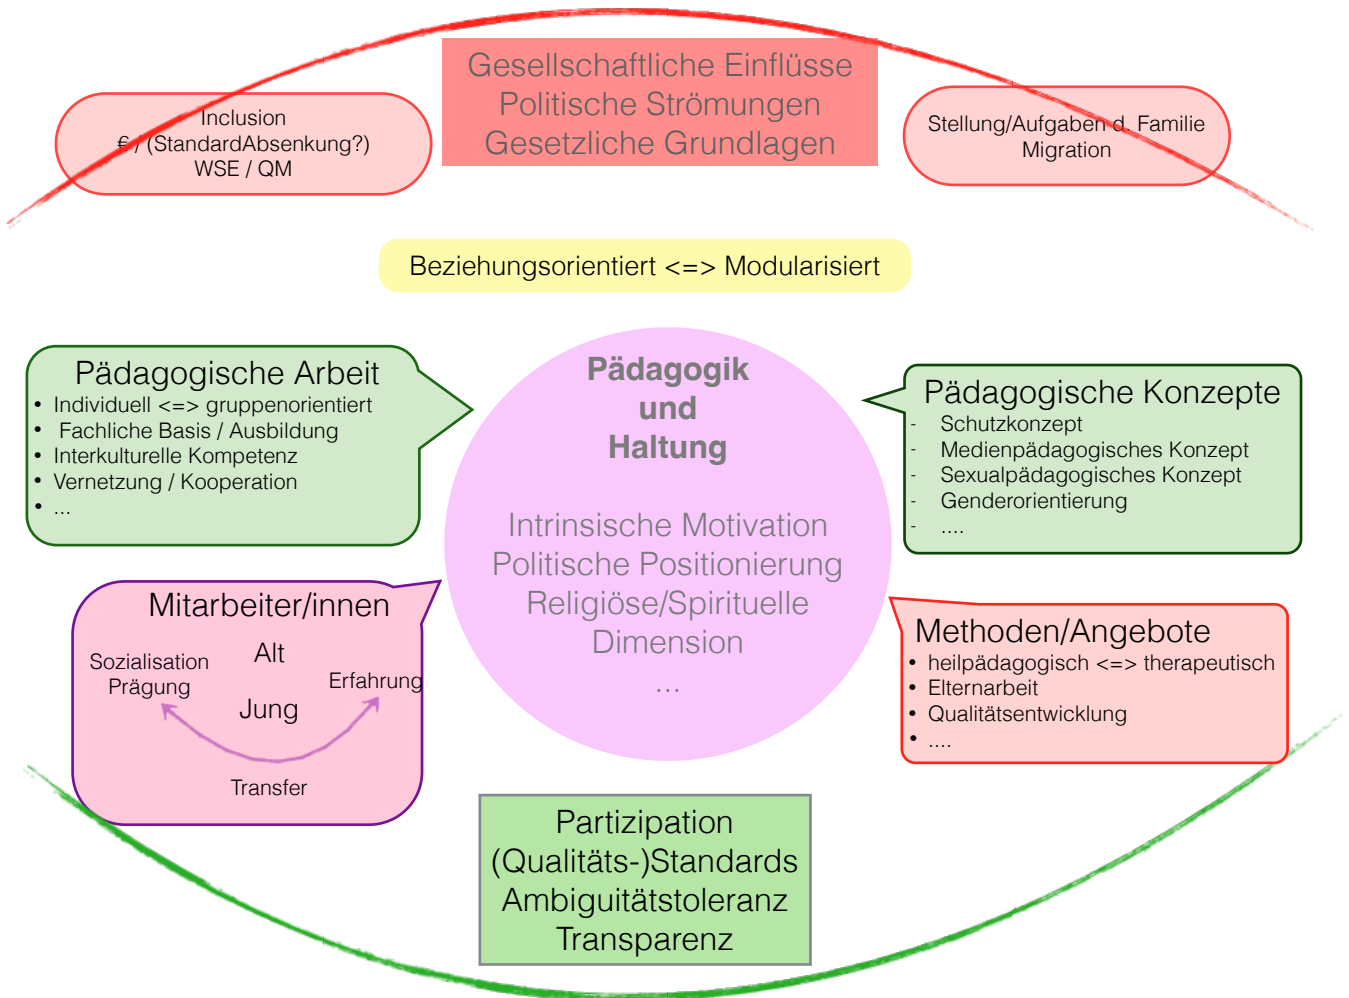 Gesellschaftliche Einflüsse
Politische Strömungen
Gesetzliche Grundlagen
Inclusion
€ / (StandardAbsenkung?)
WSE / QM
Stellung/Aufgaben d. Familie
Migration
Beziehungsorientiert <=> Modularisiert
Pädagogische Arbeit
• Individuell <=> gruppenorientiert
• Fachliche Basis / Ausbildung
• Interkulturelle Kompetenz
• Vernetzung / Kooperation
• ...
Pädagogik
und
Haltung
Intrinsische Motivation
Politische Positionierung
Religiöse/Spirituelle
Dimension
...
Pädagogische Konzepte
- Schutzkonzept
- Medienpädagogisches Konzept
- Sexualpädagogisches Konzept
- Genderorientierung
- ....
Mitarbeiter/innen
Alt
Sozialisation
Prägung
Erfahrung
Jung
Transfer
Methoden/Angebote
• heilpädagogisch <=> therapeutisch
• Elternarbeit
• Qualitätsentwicklung
• ....
Partizipation
(Qualitäts-)Standards
Ambiguitätstoleranz
Transparenz